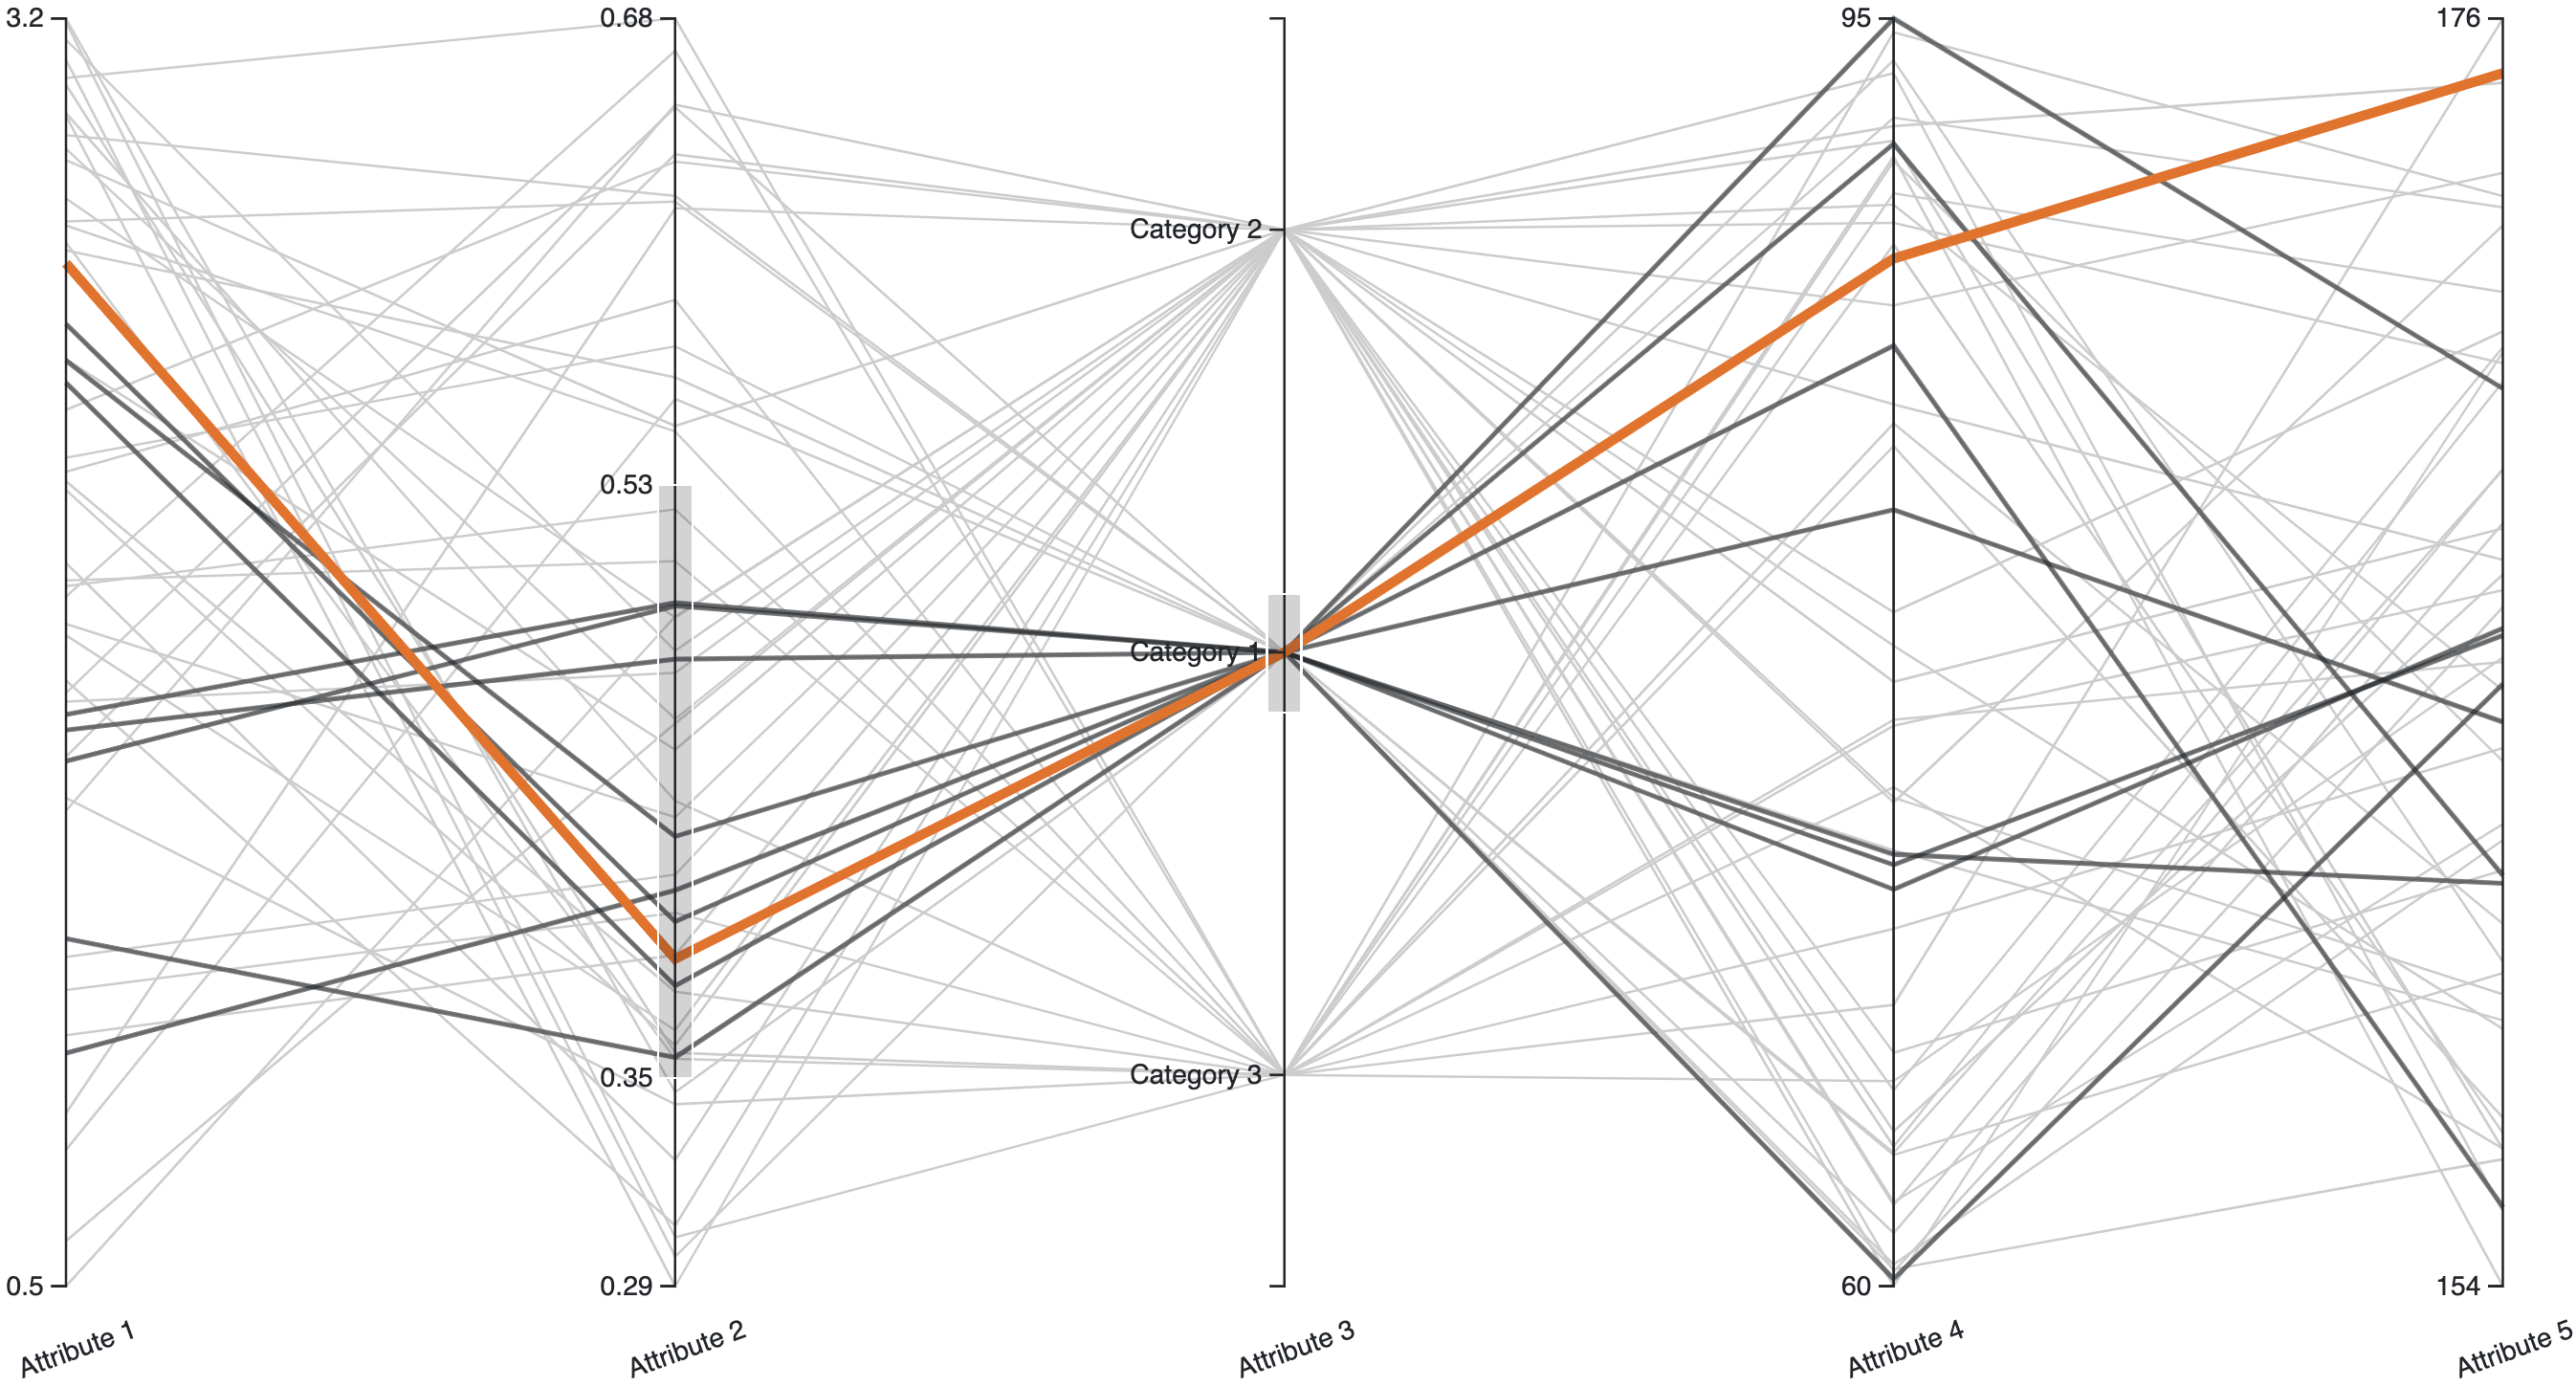 3.2
0.68
95
176
Category 2
0.53
Category 1
0.35
Category 3
0.5
0.29
60
154
Attribute 1
Attribute 2
Attribute 3
Attribute 4
Attribute 5